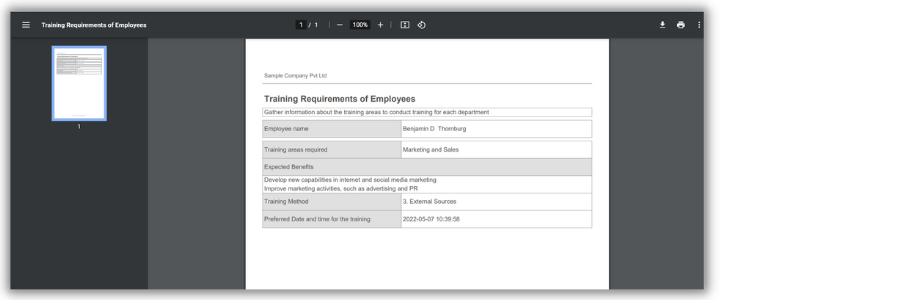 Training Requirements of Employees
1 / 1 | − 100% + |
1
Sample Company Pvt Ltd
Training Requirements of Employees
Gather information about the training areas to conduct training for each department
Employee name Benjamin D Thornburg
Training areas required Marketing and Sales
Expected Benefits
Develop new capabilities in internet and social media marketing
Improve marketing activities, such as advertising and PR
Training Method 3. External Sources
Preferred Date and time for the training 2022-05-07 10:39:58